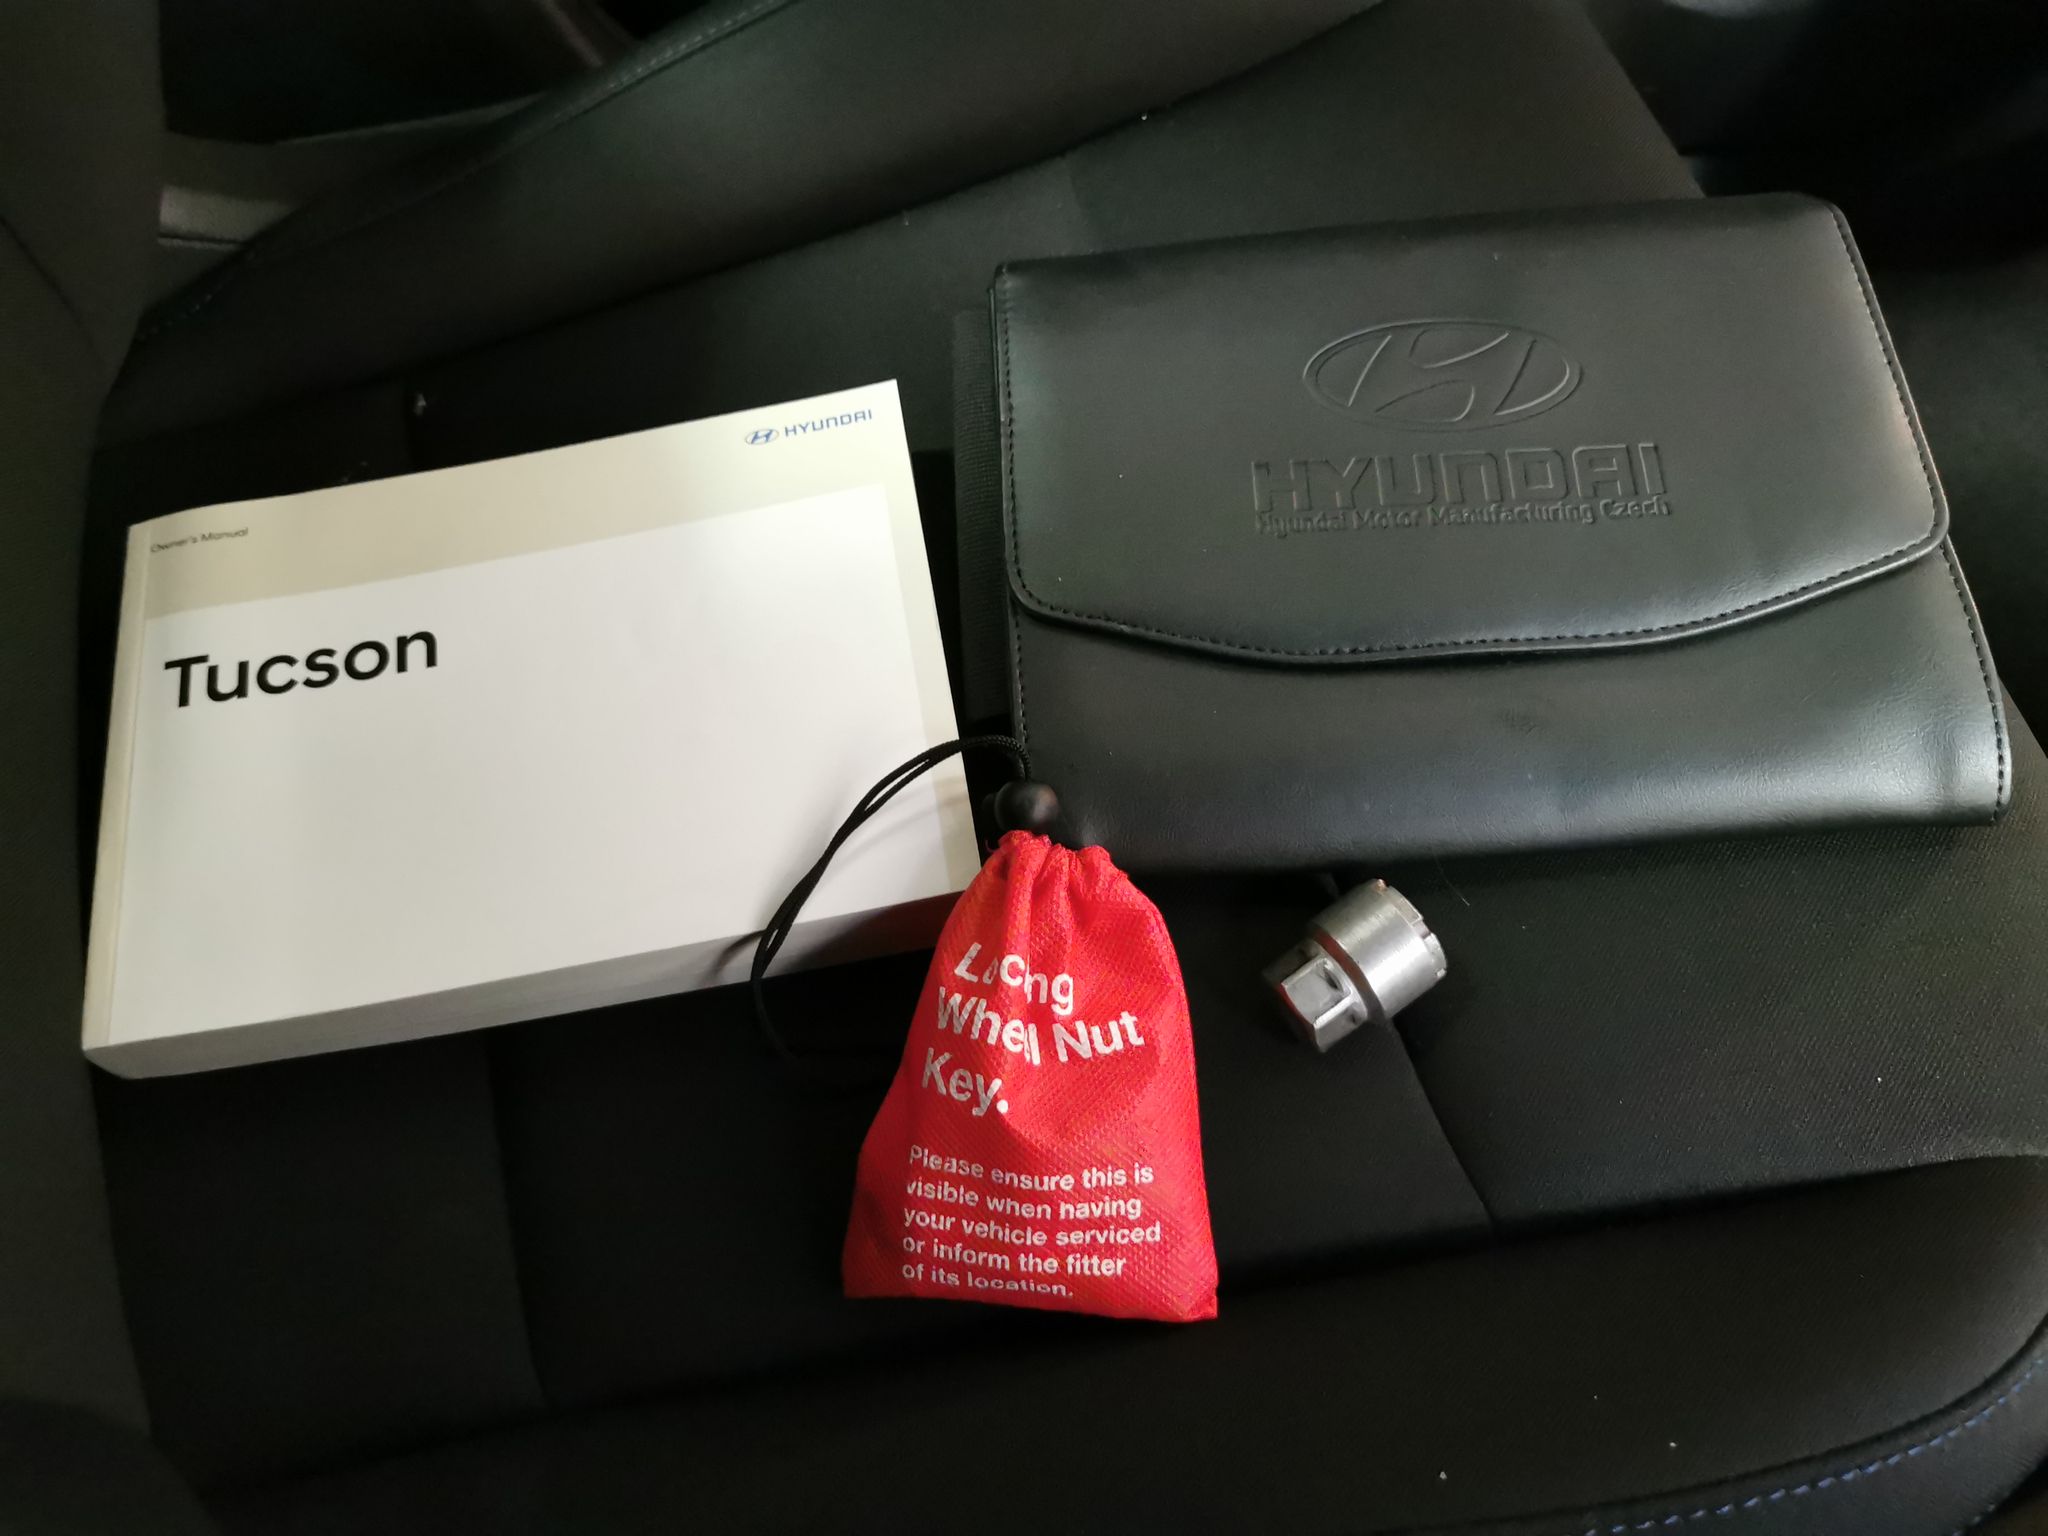 HYUNDAI
Owner's Manual
Tucson
HYUNDAI
Hyundai Motor Manufacturing Czech
Locking
Wheel Nut
Key.
Please ensure this is
visible when having
your vehicle serviced
or inform the fitter
of its location.